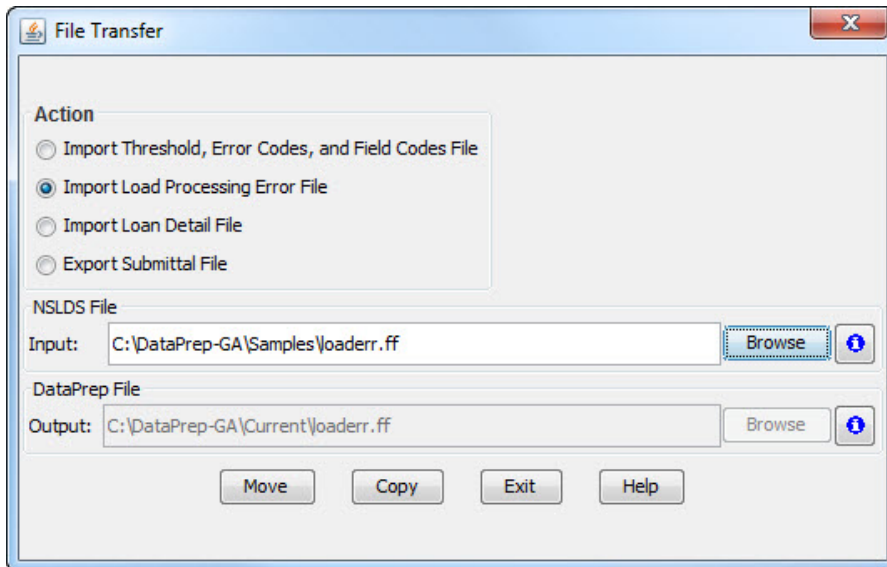 File Transfer
Action
Import Threshold, Error Codes, and Field Codes File
Import Load Processing Error File
Import Loan Detail File
Export Submittal File
NSLDS File
Input: C:\DataPrep-GA\Samples\loaderr.ff Browse
DataPrep File
Output: C:\DataPrep-GA\Current\loaderr.ff Browse
Move Copy Exit Help